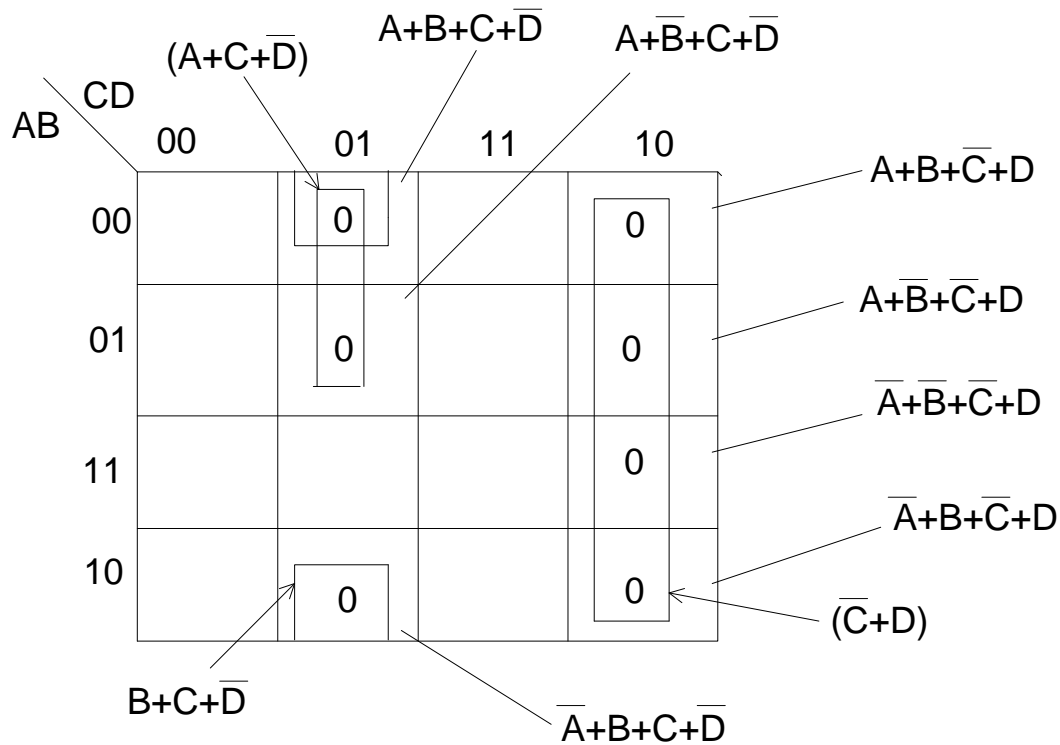 A+B+C+D̅
A+B̅+C+D̅
(A+C+D̅)
CD
AB
00 01 11 10
A+B+C̅+D
00 0 0
A+B̅+C̅+D
01 0 0
A̅+B̅+C̅+D
11 0
A̅+B+C̅+D
10 0 0
(C̅+D)
B+C+D̅
A̅+B+C+D̅